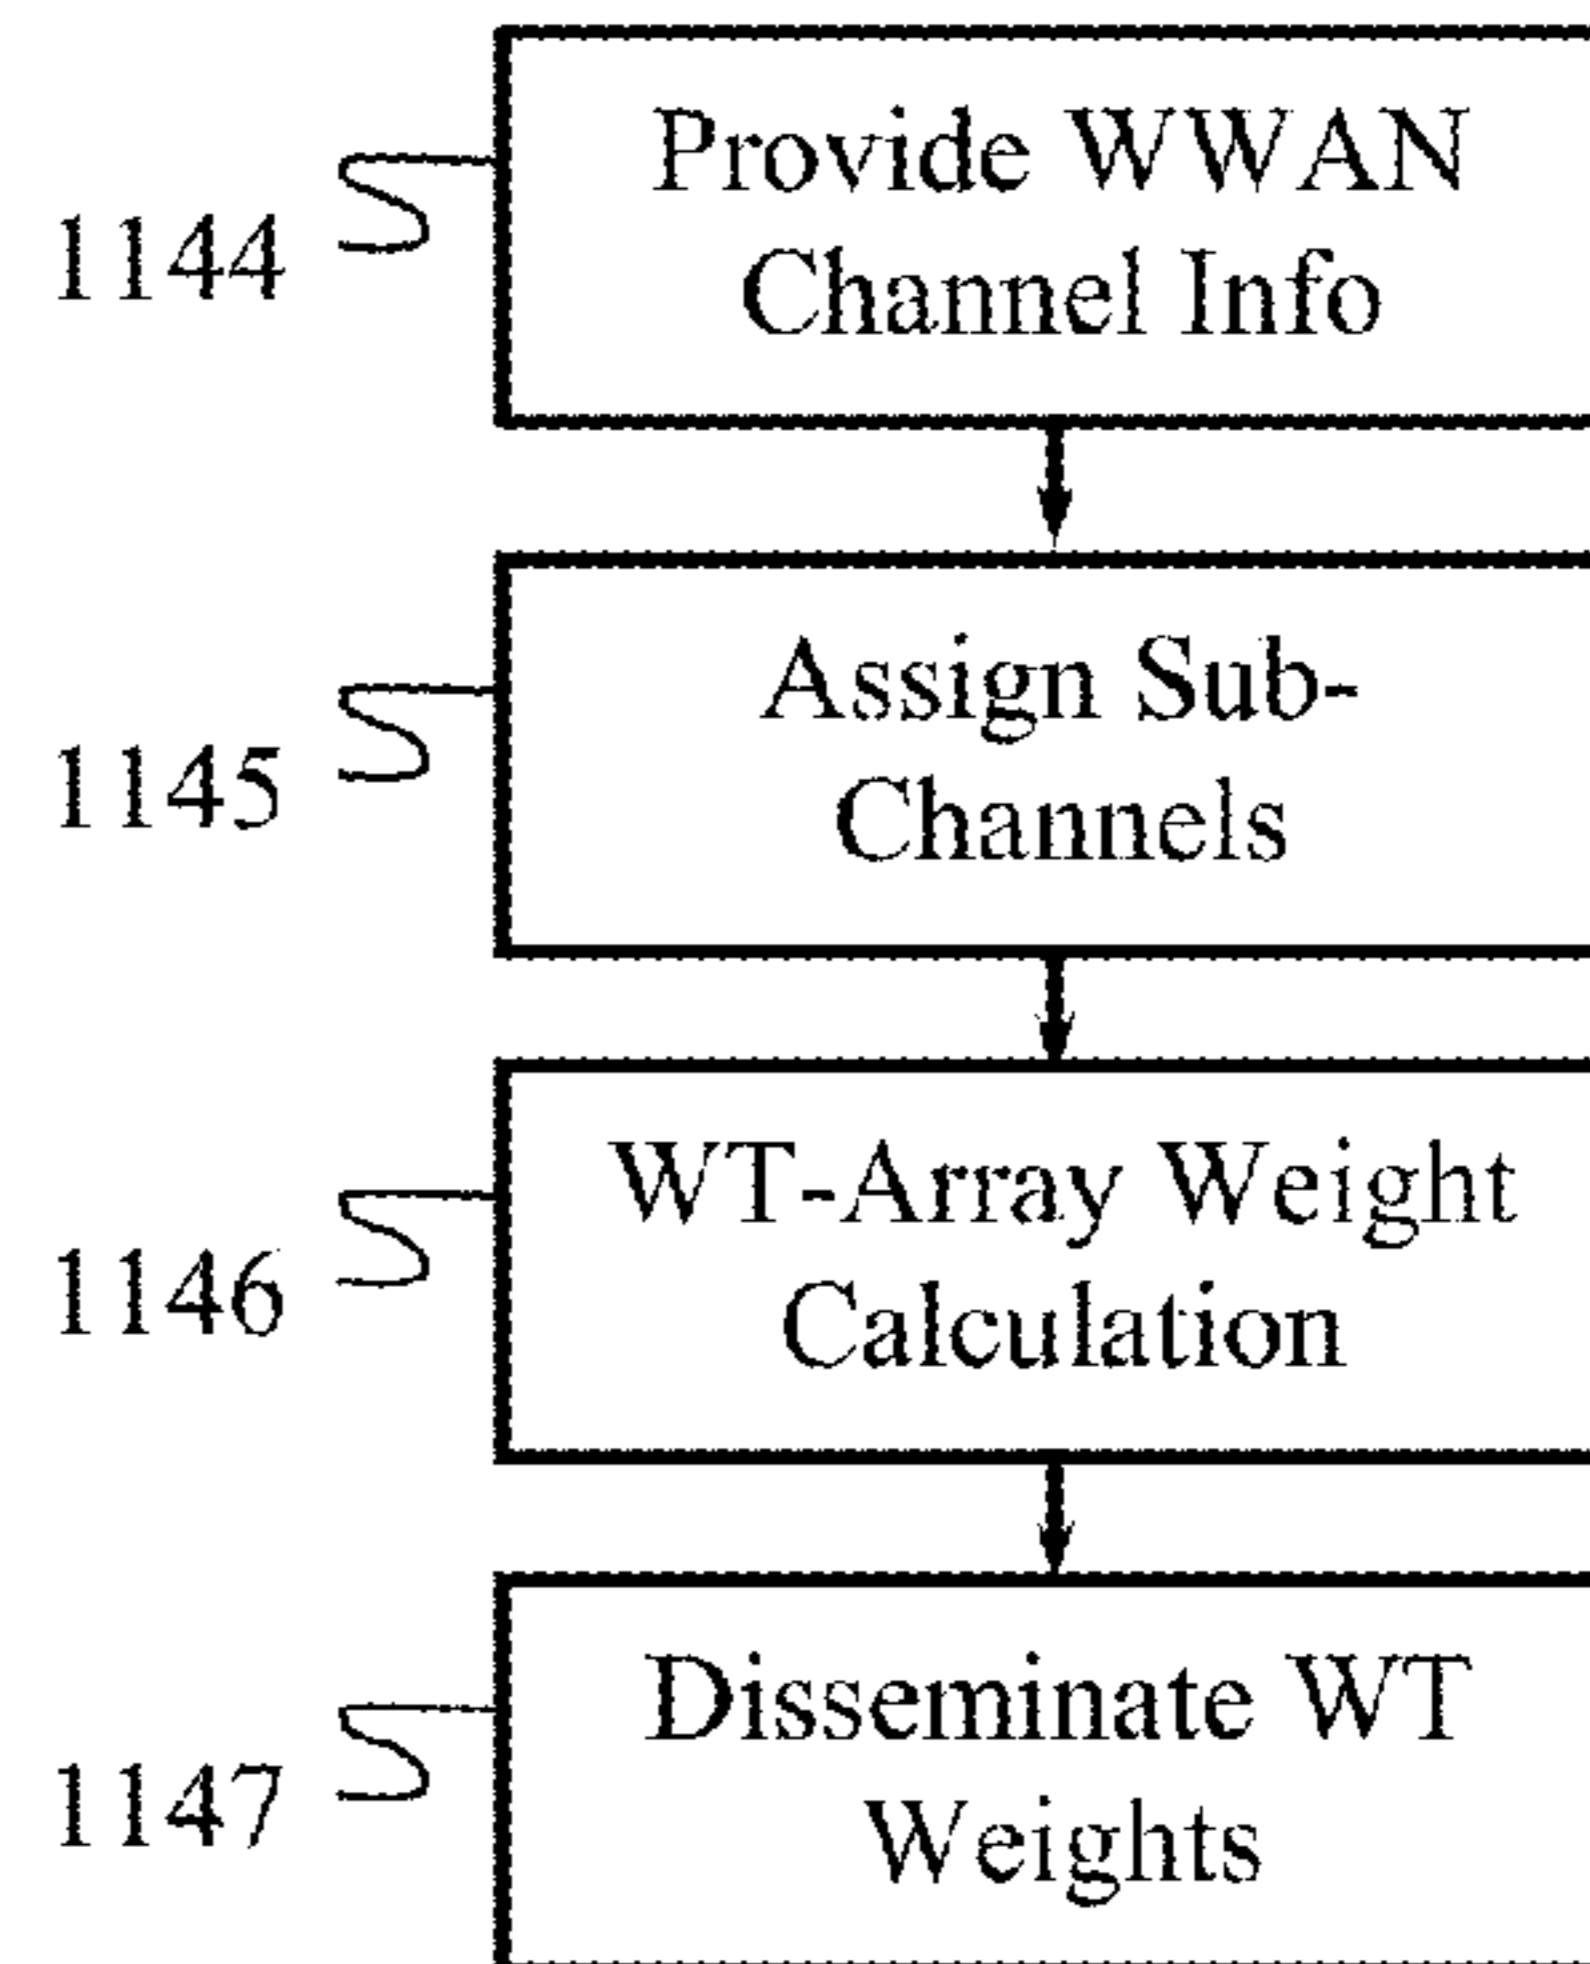 Provide WWAN
Channel Info
1144
Assign Sub-
Channels
1145
WT-Array Weight
Calculation
1146
Disseminate WT
Weights
1147